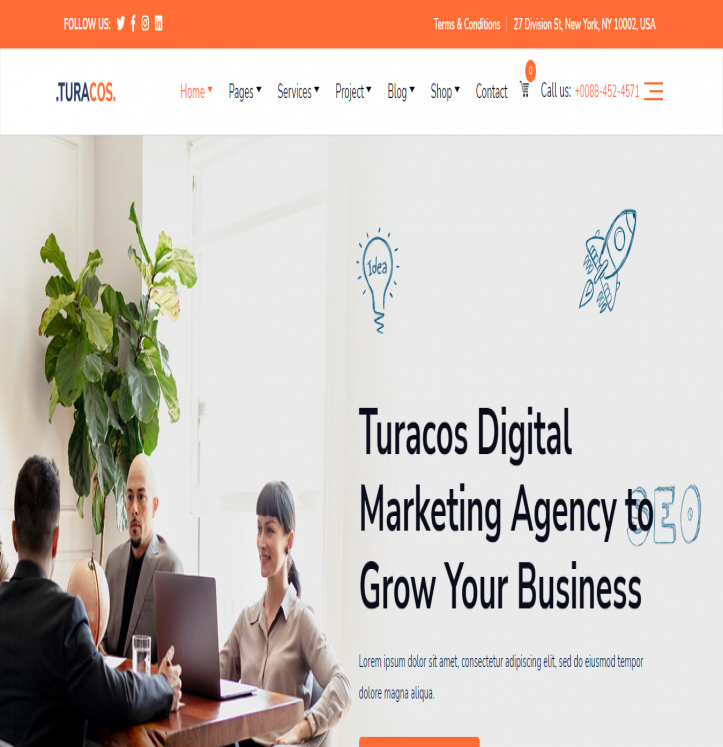 FOLLOW US:
Terms & Conditions
27 Division St, New York, NY 10002, USA
.TURACOS.
Home
Pages
Services
Project
Blog
Shop
Contact
0
Call us: +0088-452-4571
Idea
Turacos Digital
Marketing Agency to
SEO
Grow Your Business
Lorem ipsum dolor sit amet, consectetur adipiscing elit, sed do eiusmod tempor
dolore magna aliqua.